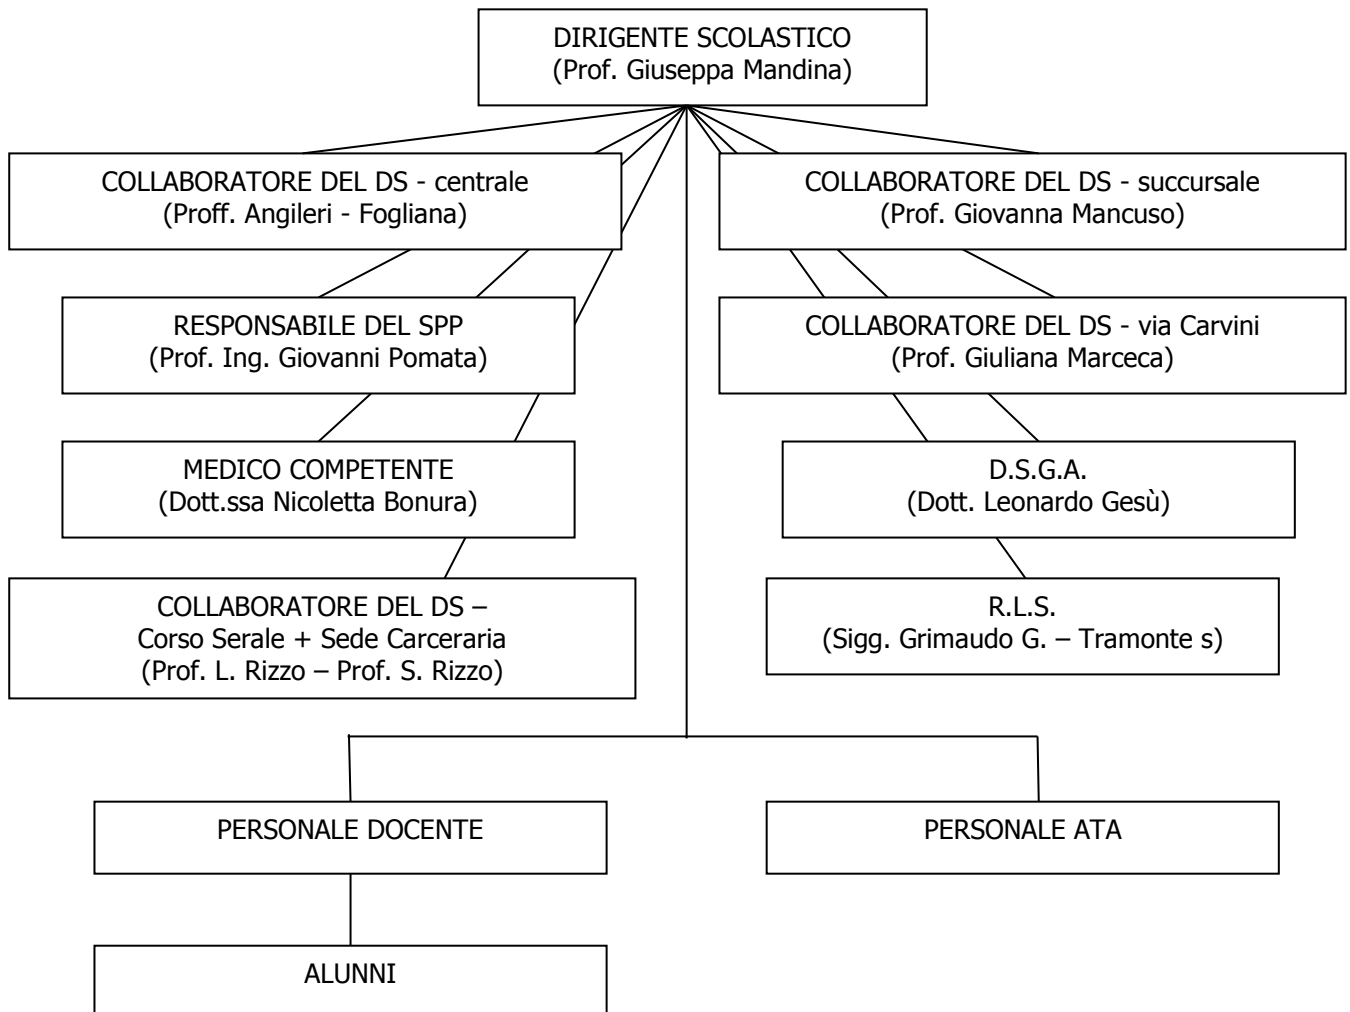 DIRIGENTE SCOLASTICO
(Prof. Giuseppa Mandina)
COLLABORATORE DEL DS - centrale
(Proff. Angileri - Fogliana)
COLLABORATORE DEL DS - succursale
(Prof. Giovanna Mancuso)
RESPONSABILE DEL SPP
(Prof. Ing. Giovanni Pomata)
COLLABORATORE DEL DS - via Carvini
(Prof. Giuliana Marceca)
MEDICO COMPETENTE
(Dott.ssa Nicoletta Bonura)
D.S.G.A.
(Dott. Leonardo Gesù)
COLLABORATORE DEL DS –
Corso Serale + Sede Carceraria
(Prof. L. Rizzo – Prof. S. Rizzo)
R.L.S.
(Sigg. Grimaudo G. – Tramonte s)
PERSONALE DOCENTE
PERSONALE ATA
ALUNNI